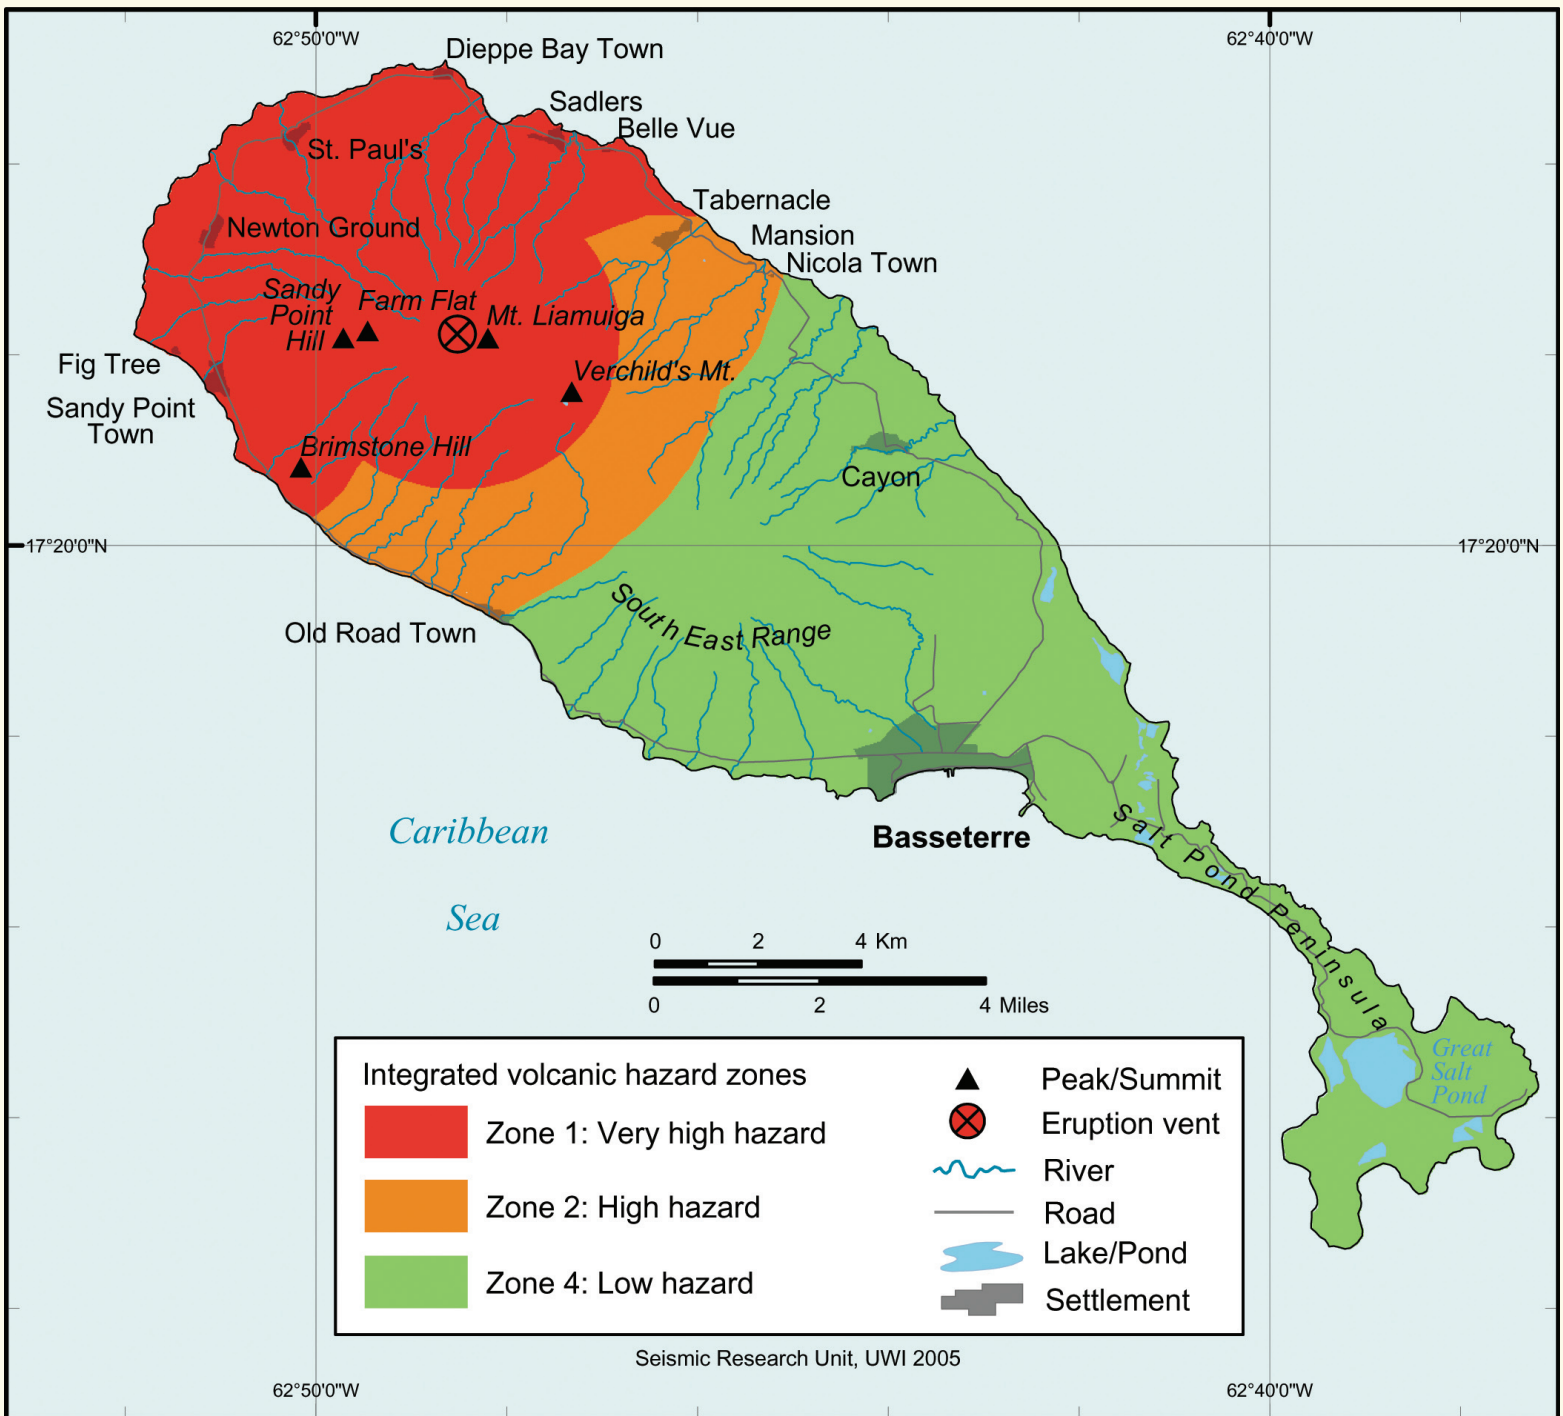 62°50'0"W
62°40'0"W
Dieppe Bay Town
Sadlers
Belle Vue
St. Paul's
Tabernacle
Newton Ground
Mansion
Nicola Town
Sandy
Point
Hill
Farm Flat
Mt. Liamuiga
Fig Tree
Verchild's Mt.
Sandy Point
Town
Brimstone Hill
Cayon
17°20'0"N
17°20'0"N
Old Road Town
South East Range
Caribbean
Sea
Basseterre
Salt Pond Peninsula
0 2 4 Km
0 2 4 Miles
Great
Salt
Pond
Integrated volcanic hazard zones
Zone 1: Very high hazard
Zone 2: High hazard
Zone 4: Low hazard
Peak/Summit
Eruption vent
River
Road
Lake/Pond
Settlement
Seismic Research Unit, UWI 2005
62°50'0"W
62°40'0"W